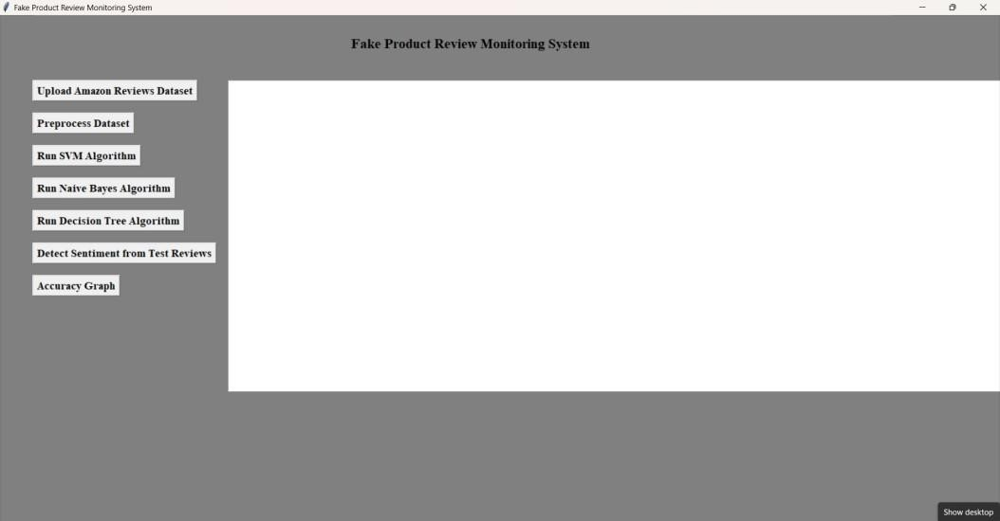 Fake Product Review Monitoring System
Fake Product Review Monitoring System
Upload Amazon Reviews Dataset
Preprocess Dataset
Run SVM Algorithm
Run Naive Bayes Algorithm
Run Decision Tree Algorithm
Detect Sentiment from Test Reviews
Accuracy Graph
Show desktop